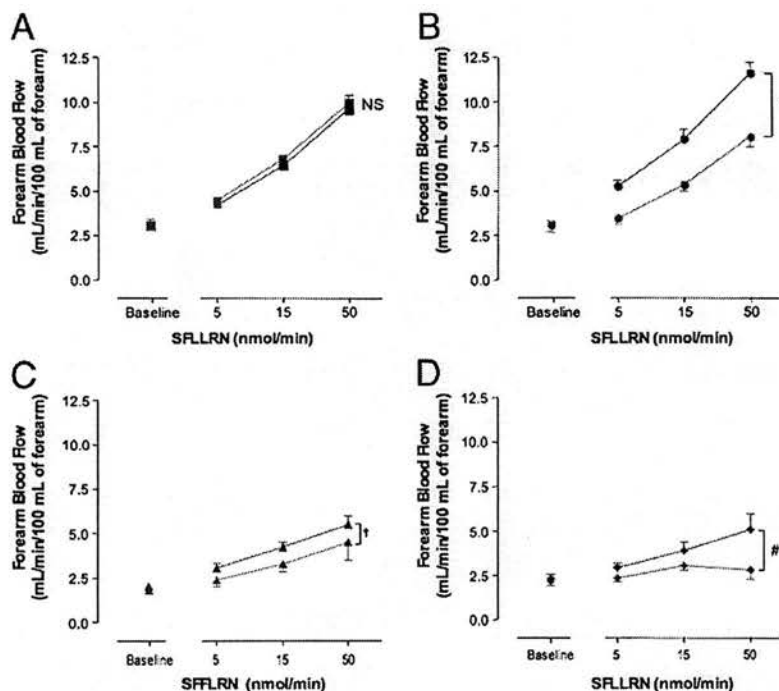 A
Forearm Blood Flow
(mL/min/100 mL of forearm)
12.5
10.0
7.5
5.0
2.5
0.0
NS
Baseline
5
15
50
SFLLRN (nmol/min)
B
Forearm Blood Flow
(mL/min/100 mL of forearm)
12.5
10.0
7.5
5.0
2.5
0.0
Baseline
5
15
50
SFLLRN (nmol/min)
C
Forearm Blood Flow
(mL/min/100 mL of forearm)
12.5
10.0
7.5
5.0
2.5
0.0
†
Baseline
5
15
50
SFFLRN (nmol/min)
D
Forearm Blood Flow
(mL/min/100 mL of forearm)
12.5
10.0
7.5
5.0
2.5
0.0
#
Baseline
5
15
50
SFLLRN (nmol/min)